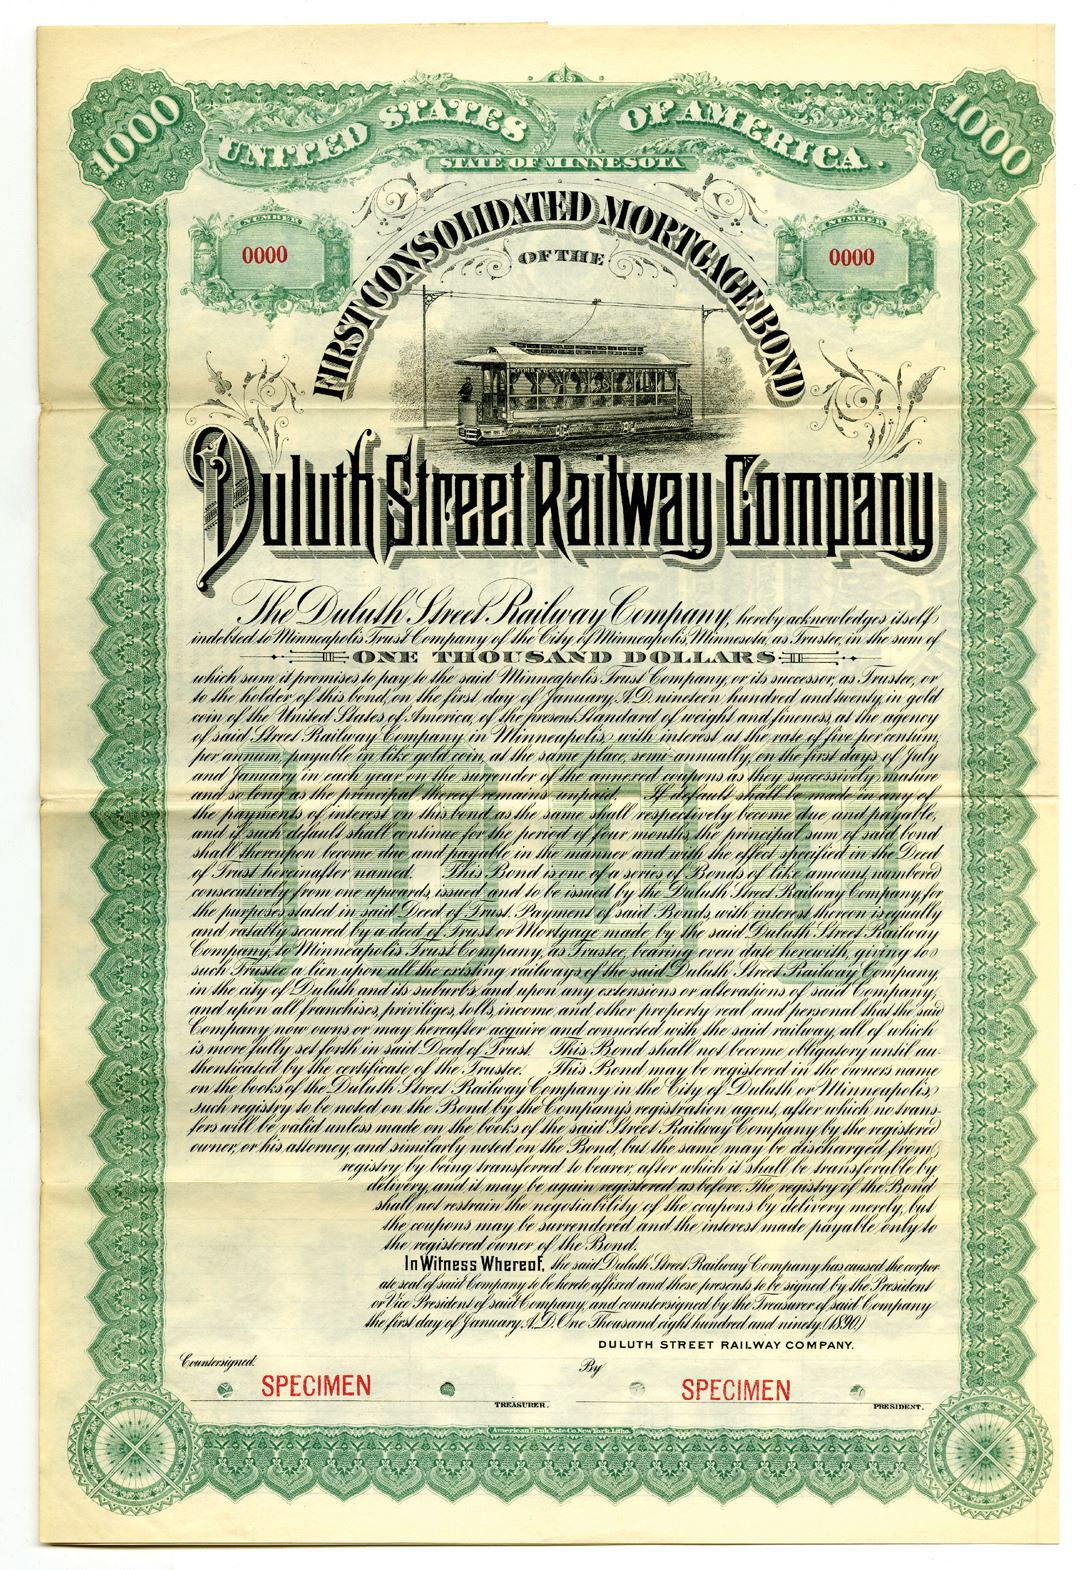 1000
1000
UNITED STATES OF AMERICA.
STATE OF MINNESOTA
NUMBER
0000
NUMBER
0000
FIRST CONSOLIDATED MORTGAGE BOND
OF THE
Duluth Street Railway Company
The Duluth Street Railway Company, hereby acknowledges itself
indebted to Minneapolis Trust Company of the City of Minneapolis, Minnesota, as Trustee, in the sum of
ONE THOUSAND DOLLARS
which sum it promises to pay to the said Minneapolis Trust Company, or its successor, as Trustee, or
to the holder of this bond, on the first day of January, A.D. nineteen hundred and twenty, in gold
coin of the United States of America, of the present Standard of weight and fineness, at the agency
of said Street Railway Company in Minneapolis, with interest at the rate of five per centum,
per annum, payable in like gold coin, at the same place, semi-annually, on the first days of July
and January in each year on the surrender of the annexed coupons as they successively mature
and so long as the principal thereof remains unpaid. If default shall be made in any of
the payments of interest on this bond as the same shall respectively become due and payable,
and if such default shall continue for the period of four months, the principal sum of said bond
shall thereupon become due and payable in the manner and with the effect specified in the Deed
of Trust hereinafter named. This Bond is one of a series of Bonds of like amount, numbered
consecutively from one upwards, issued and to be issued by the Duluth Street Railway Company, for
the purposes stated in said Deed of Trust. Payment of said Bonds, with interest thereon is equally
and ratably secured by a deed of Trust or Mortgage made by the said Duluth Street Railway
Company, to Minneapolis Trust Company, as Trustee, bearing even date herewith, giving to
such Trustee a lien upon all the existing railways of the said Duluth Street Railway Company,
in the city of Duluth and its suburbs, and upon any extensions or alterations of said Company,
and upon all franchises, priviliges, tolls, income and other property real and personal that the said
Company now owns or may hereafter acquire and connected with the said railway, all of which
is more fully set forth in said Deed of Trust. This Bond shall not become obligatory until au-
thenticated by the certificate of the Trustee. This Bond may be registered in the owners name
on the books of the Duluth Street Railway Company in the City of Duluth or Minneapolis,
such registry to be noted on the Bond by the Company's registration agent, after which no trans-
fers will be valid unless made on the books of the said Street Railway Company by the registered
owner, or his attorney, and similarly noted on the Bond, but the same may be discharged from
registry by being transferred to bearer, after which it shall be transferable by
delivery, and it may be again registered as before. The registry of the Bond
shall not restrain the negotiability of the coupons by delivery merely, but
the coupons may be surrendered and the interest made payable only to
the registered owner of the Bond.
In Witness Whereof, the said Duluth Street Railway Company has caused the corpor
ate seal of said Company to be hereto affixed and these presents to be signed by the President
or Vice President of said Company, and countersigned by the Treasurer of said Company
the first day of January, A.D. One Thousand eight hundred and ninety. (1890)
DULUTH STREET RAILWAY COMPANY.
Countersigned.
By
SPECIMEN
SPECIMEN
TREASURER.
PRESIDENT.
American Bank Note Co. New York. Litho.